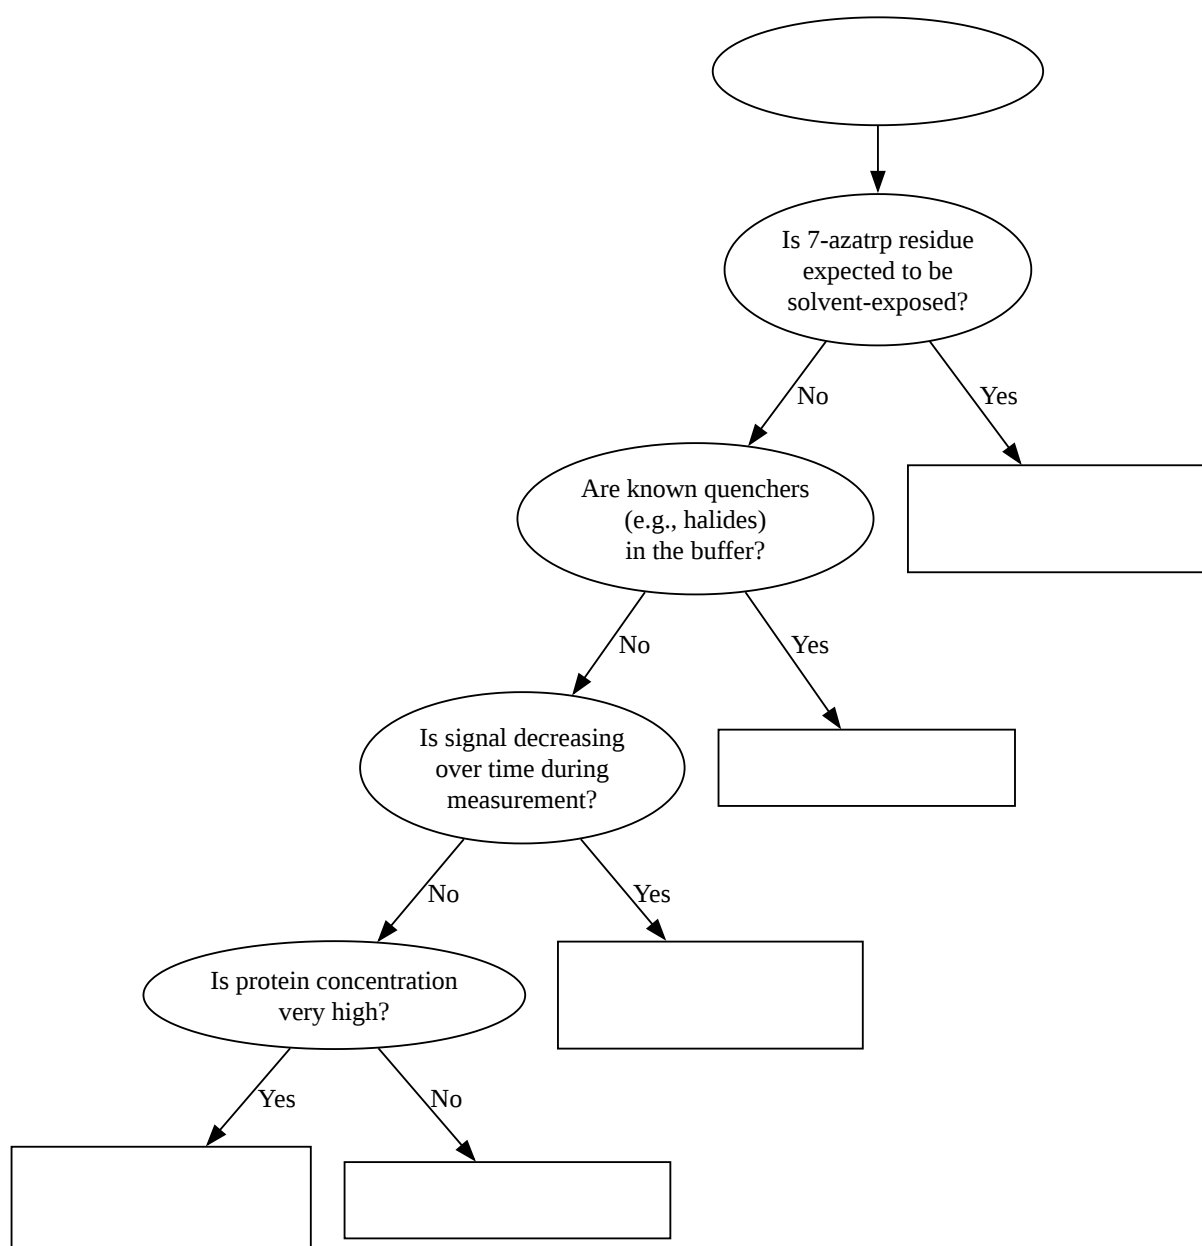 Is 7-azatrp residue
expected to be
solvent-exposed?
No
Yes
Are known quenchers
(e.g., halides)
in the buffer?
No
Yes
Is signal decreasing
over time during
measurement?
No
Yes
Is protein concentration
very high?
Yes
No